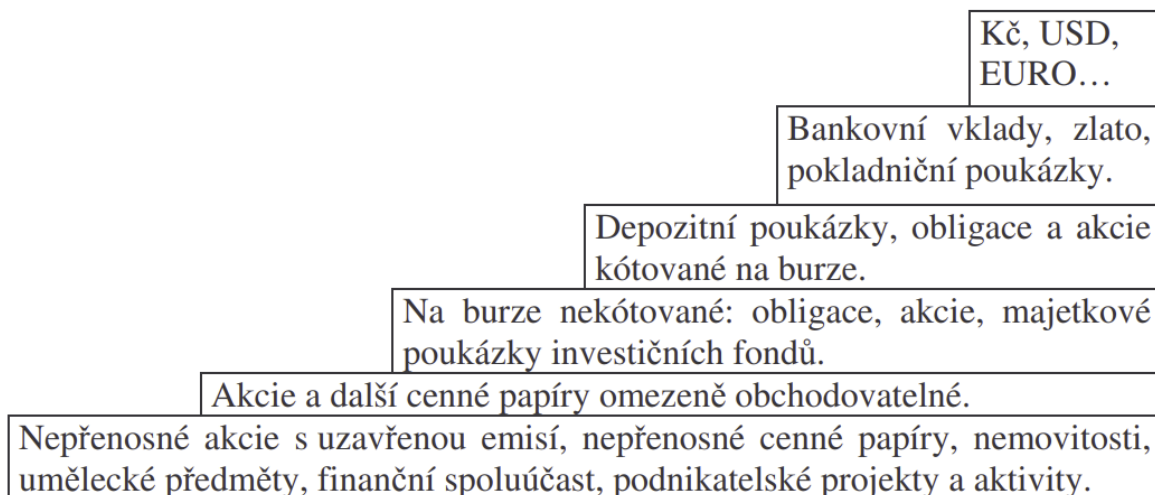 Kč, USD,
EURO…
Bankovní vklady, zlato,
pokladniční poukázky.
Depozitní poukázky, obligace a akcie
kótované na burze.
Na burze nekótované: obligace, akcie, majetkové
poukázky investičních fondů.
Akcie a další cenné papíry omezeně obchodovatelné.
Nepřenosné akcie s uzavřenou emisí, nepřenosné cenné papíry, nemovitosti,
umělecké předměty, finanční spoluúčast, podnikatelské projekty a aktivity.